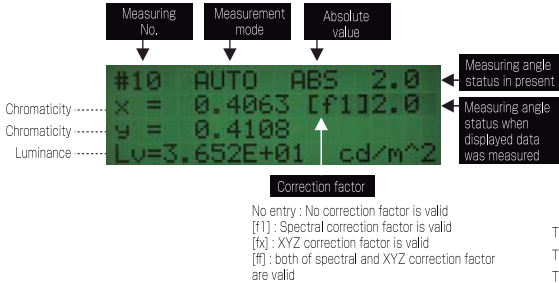 Measuring No.
Measurement mode
Absolute value
#10 AUTO ABS 2.0
Measuring angle status in present
Chromaticity x = 0.4063 [f1]2.0
Measuring angle status when displayed data was measured
Chromaticity y = 0.4108
Luminance Lv=3.652E+01 cd/m^2
Correction factor
No entry : No correction factor is valid
[f1] : Spectral correction factor is valid
[fx] : XYZ correction factor is valid
[ff] : both of spectral and XYZ correction factor
are valid
T
T
T